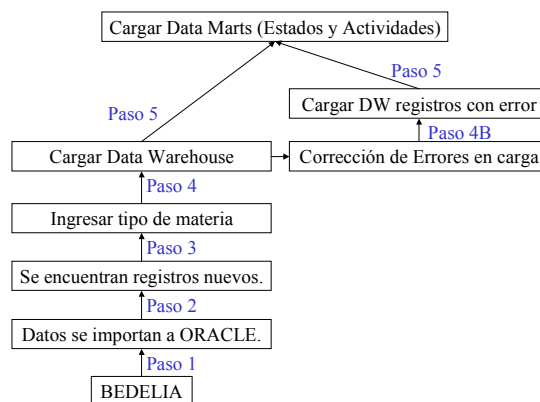 Cargar Data Marts (Estados y Actividades)
Paso 5
Paso 5
Cargar DW registros con error
Paso 4B
Cargar Data Warehouse
Corrección de Errores en carga
Paso 4
Ingresar tipo de materia
Paso 3
Se encuentran registros nuevos.
Paso 2
Datos se importan a ORACLE.
Paso 1
BEDELIA